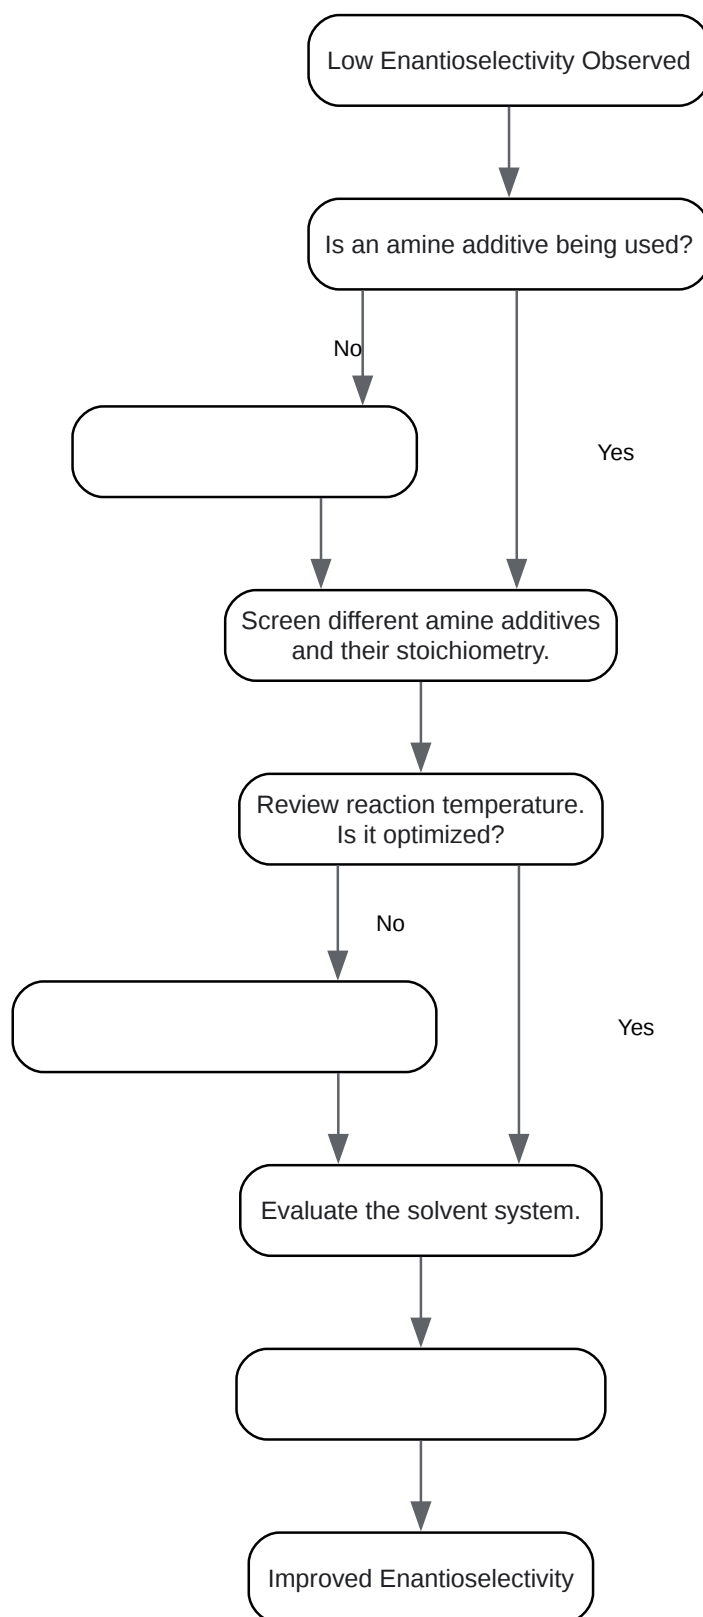 Low Enantioselectivity Observed
Is an amine additive being used?
No
Yes
Screen different amine additives
and their stoichiometry.
Review reaction temperature.
Is it optimized?
No
Yes
Evaluate the solvent system.
Improved Enantioselectivity